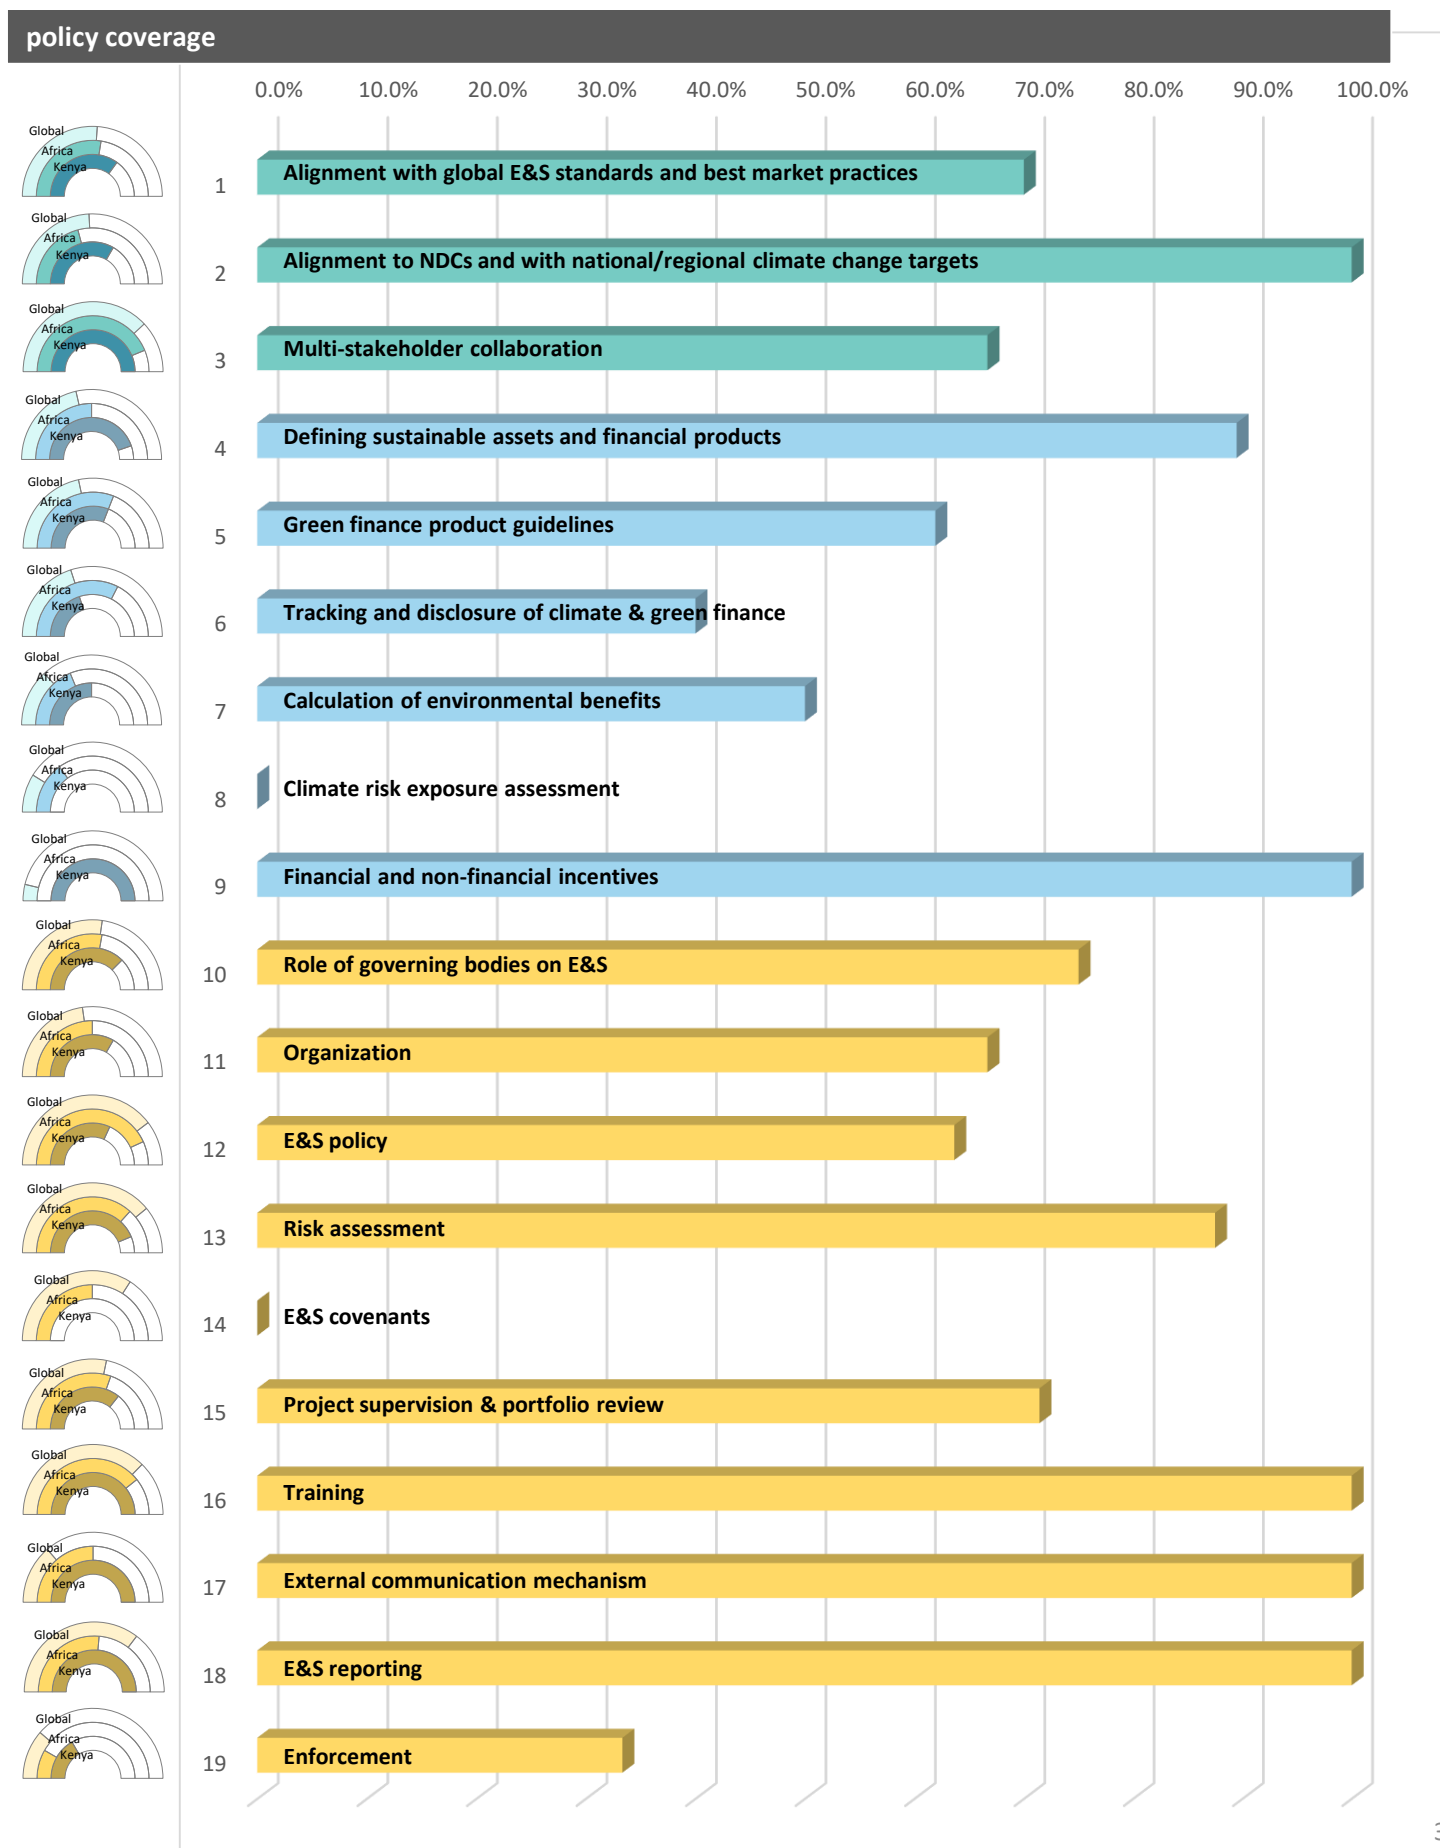 policy coverage
0.0% 10.0% 20.0% 30.0% 40.0% 50.0% 60.0% 70.0% 80.0% 90.0% 100.0%
Global
Africa
Kenya
1 Alignment with global E&S standards and best market practices
Global
Africa
Kenya
2 Alignment to NDCs and with national/regional climate change targets
Global
Africa
Kenya
3 Multi-stakeholder collaboration
Global
Africa
Kenya
4 Defining sustainable assets and financial products
Global
Africa
Kenya
5 Green finance product guidelines
Global
Africa
Kenya
6 Tracking and disclosure of climate & green finance
Global
Africa
Kenya
7 Calculation of environmental benefits
Global
Africa
Kenya
8 Climate risk exposure assessment
Global
Africa
Kenya
9 Financial and non-financial incentives
Global
Africa
Kenya
10 Role of governing bodies on E&S
Global
Africa
Kenya
11 Organization
Global
Africa
Kenya
12 E&S policy
Global
Africa
Kenya
13 Risk assessment
Global
Africa
Kenya
14 E&S covenants
Global
Africa
Kenya
15 Project supervision & portfolio review
Global
Africa
Kenya
16 Training
Global
Africa
Kenya
17 External communication mechanism
Global
Africa
Kenya
18 E&S reporting
Global
Africa
Kenya
19 Enforcement